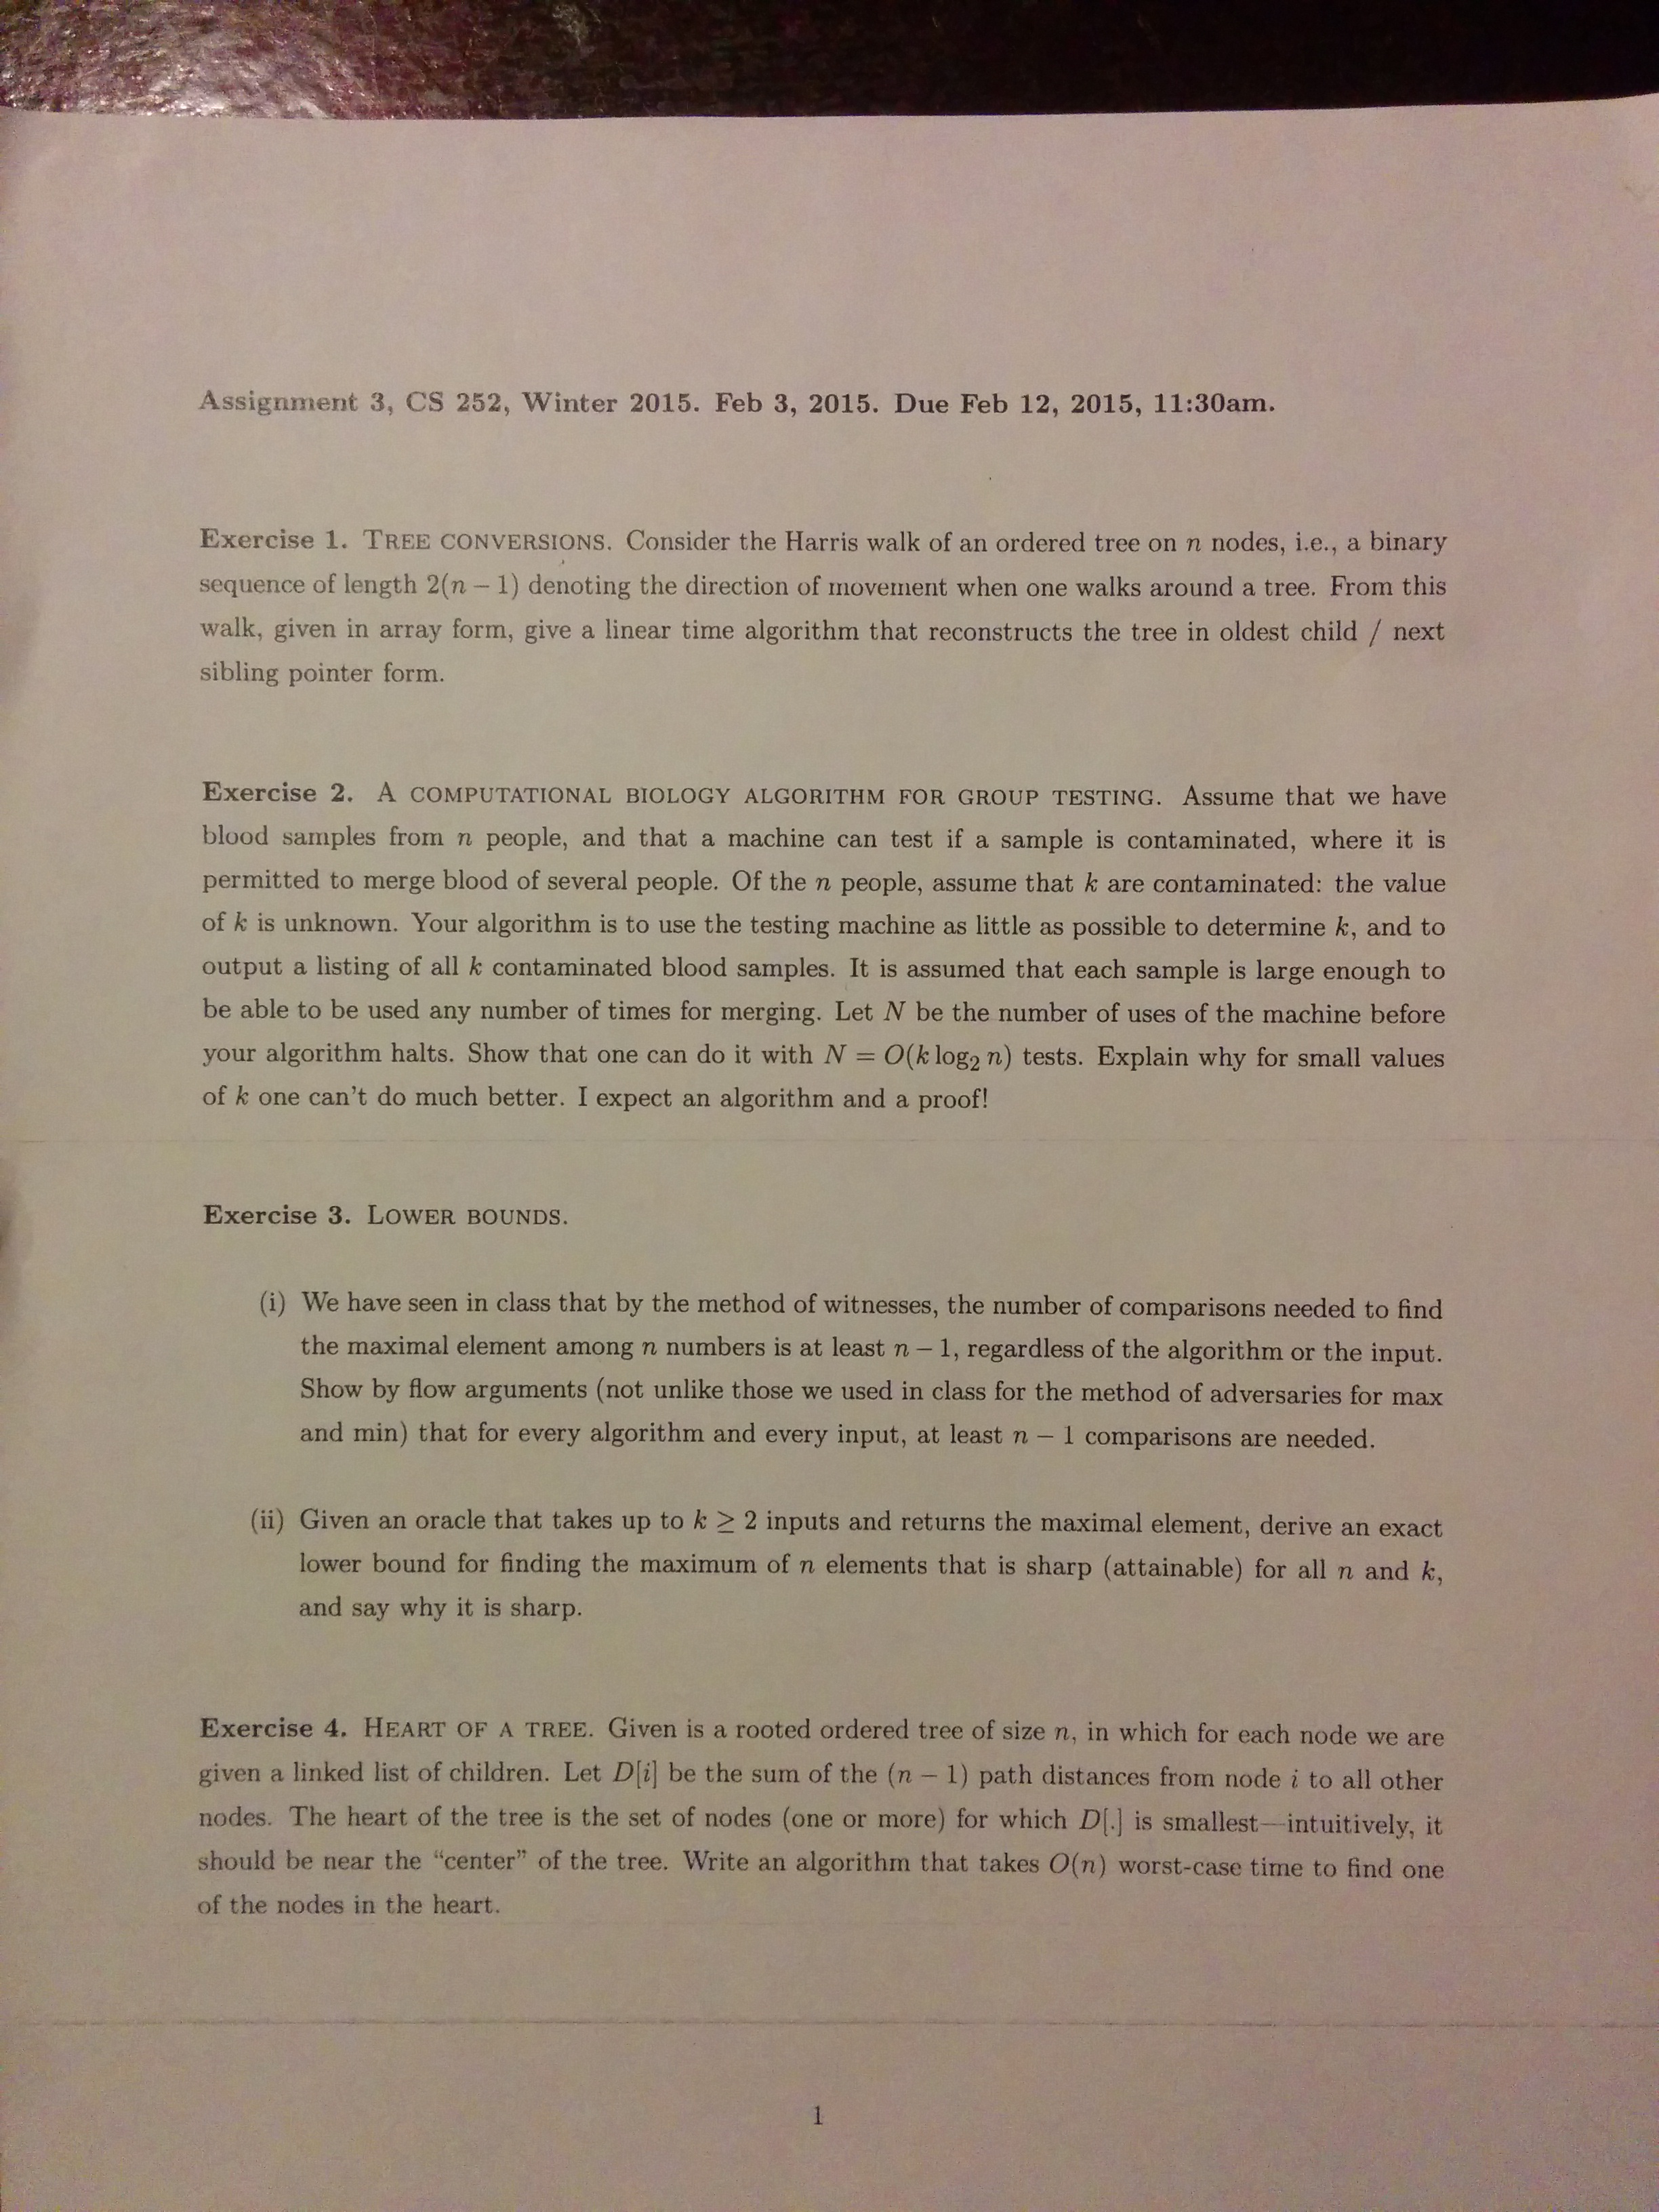 Assignment 3, CS 252, Winter 2015. Feb 3, 2015. Due Feb 12, 2015, 11:30am.
Exercise 1. TREE CONVERSIONS. Consider the Harris walk of an ordered tree on n nodes, i.e., a binary
sequence of length 2(n − 1) denoting the direction of movement when one walks around a tree. From this
walk, given in array form, give a linear time algorithm that reconstructs the tree in oldest child / next
sibling pointer form.
Exercise 2. A COMPUTATIONAL BIOLOGY ALGORITHM FOR GROUP TESTING. Assume that we have
blood samples from n people, and that a machine can test if a sample is contaminated, where it is
permitted to merge blood of several people. Of the n people, assume that k are contaminated: the value
of k is unknown. Your algorithm is to use the testing machine as little as possible to determine k, and to
output a listing of all k contaminated blood samples. It is assumed that each sample is large enough to
be able to be used any number of times for merging. Let N be the number of uses of the machine before
your algorithm halts. Show that one can do it with N = O(k log₂ n) tests. Explain why for small values
of k one can't do much better. I expect an algorithm and a proof!
Exercise 3. LOWER BOUNDS.
(i) We have seen in class that by the method of witnesses, the number of comparisons needed to find
the maximal element among n numbers is at least n − 1, regardless of the algorithm or the input.
Show by flow arguments (not unlike those we used in class for the method of adversaries for max
and min) that for every algorithm and every input, at least n − 1 comparisons are needed.
(ii) Given an oracle that takes up to k ≥ 2 inputs and returns the maximal element, derive an exact
lower bound for finding the maximum of n elements that is sharp (attainable) for all n and k,
and say why it is sharp.
Exercise 4. HEART OF A TREE. Given is a rooted ordered tree of size n, in which for each node we are
given a linked list of children. Let D[i] be the sum of the (n − 1) path distances from node i to all other
nodes. The heart of the tree is the set of nodes (one or more) for which D[.] is smallest—intuitively, it
should be near the "center" of the tree. Write an algorithm that takes O(n) worst-case time to find one
of the nodes in the heart.
1